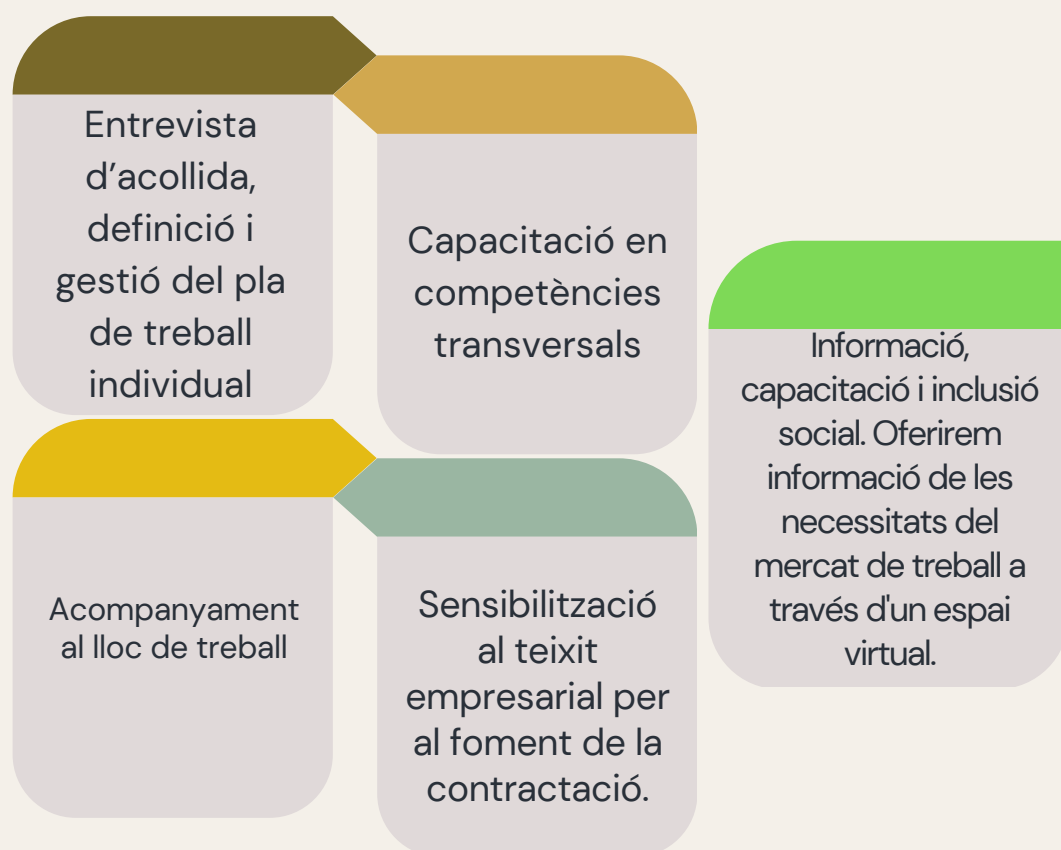 Entrevista
d’acollida,
definició i
gestió del pla
de treball
individual
Capacitació en
competències
transversals
Informació,
capacitació i inclusió
social. Oferirem
informació de les
necessitats del
mercat de treball a
través d'un espai
virtual.
Acompanyament
al lloc de treball
Sensibilització
al teixit
empresarial per
al foment de la
contractació.